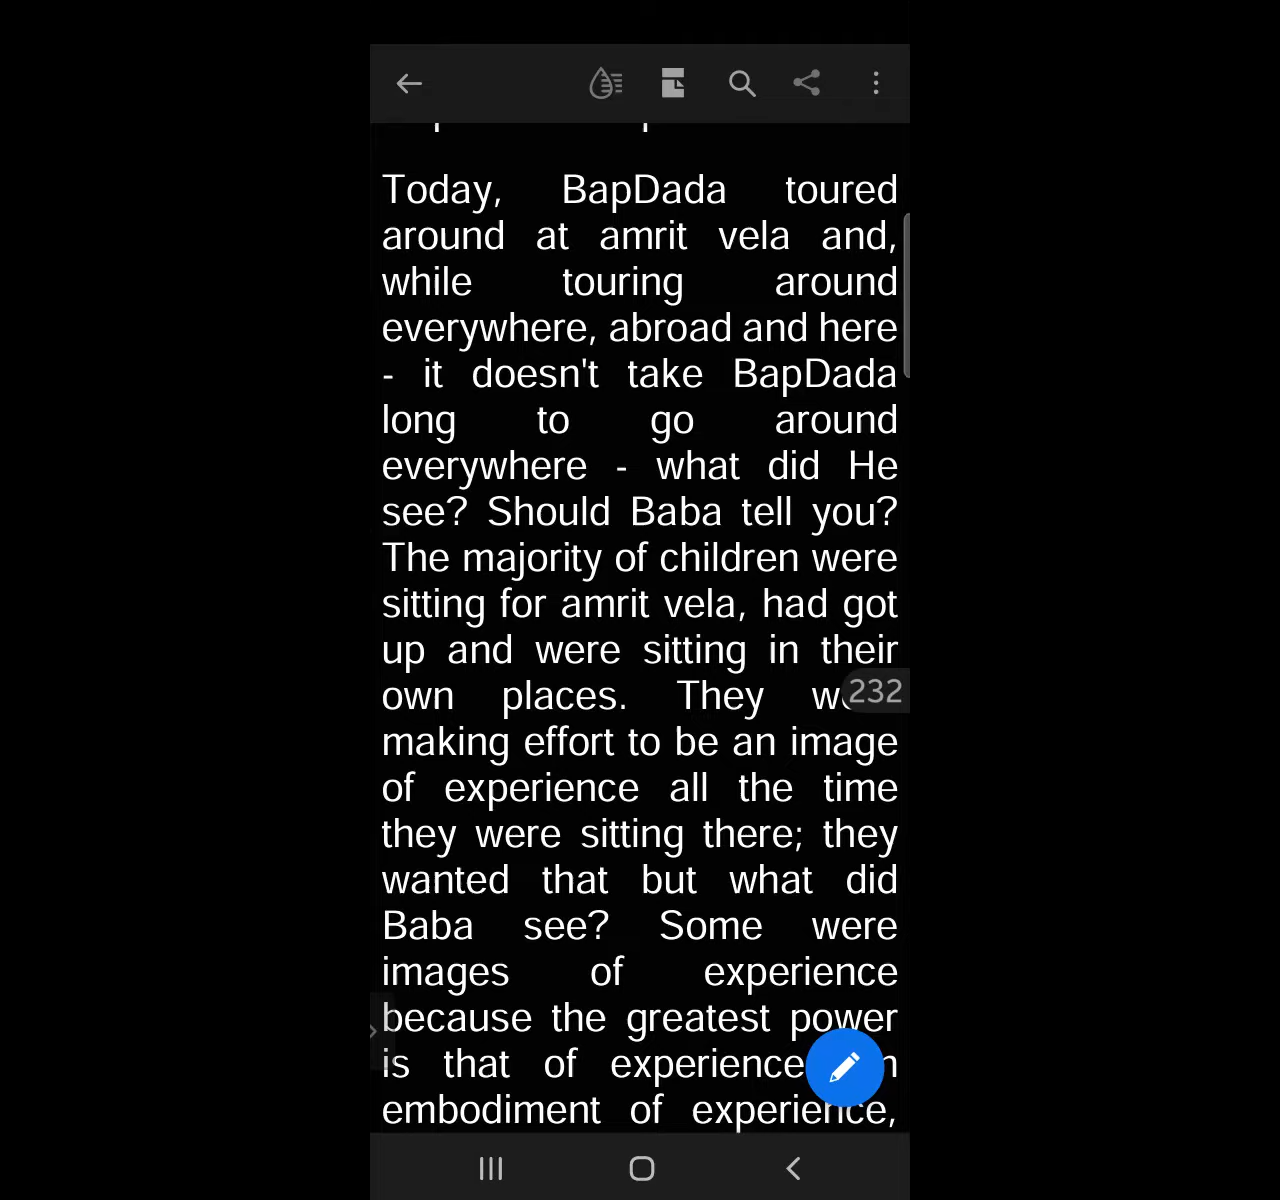 Today, BapDada toured
around at amrit vela and,
while touring around
everywhere, abroad and here
- it doesn't take BapDada
long to go around
everywhere - what did He
see? Should Baba tell you?
The majority of children were
sitting for amrit vela, had got
up and were sitting in their
own places. They
232
making effort to be an image
of experience all the time
they were sitting there; they
wanted that but what did
Baba see? Some were
images of experience
because the greatest power
is that of experience
embodiment of experience,